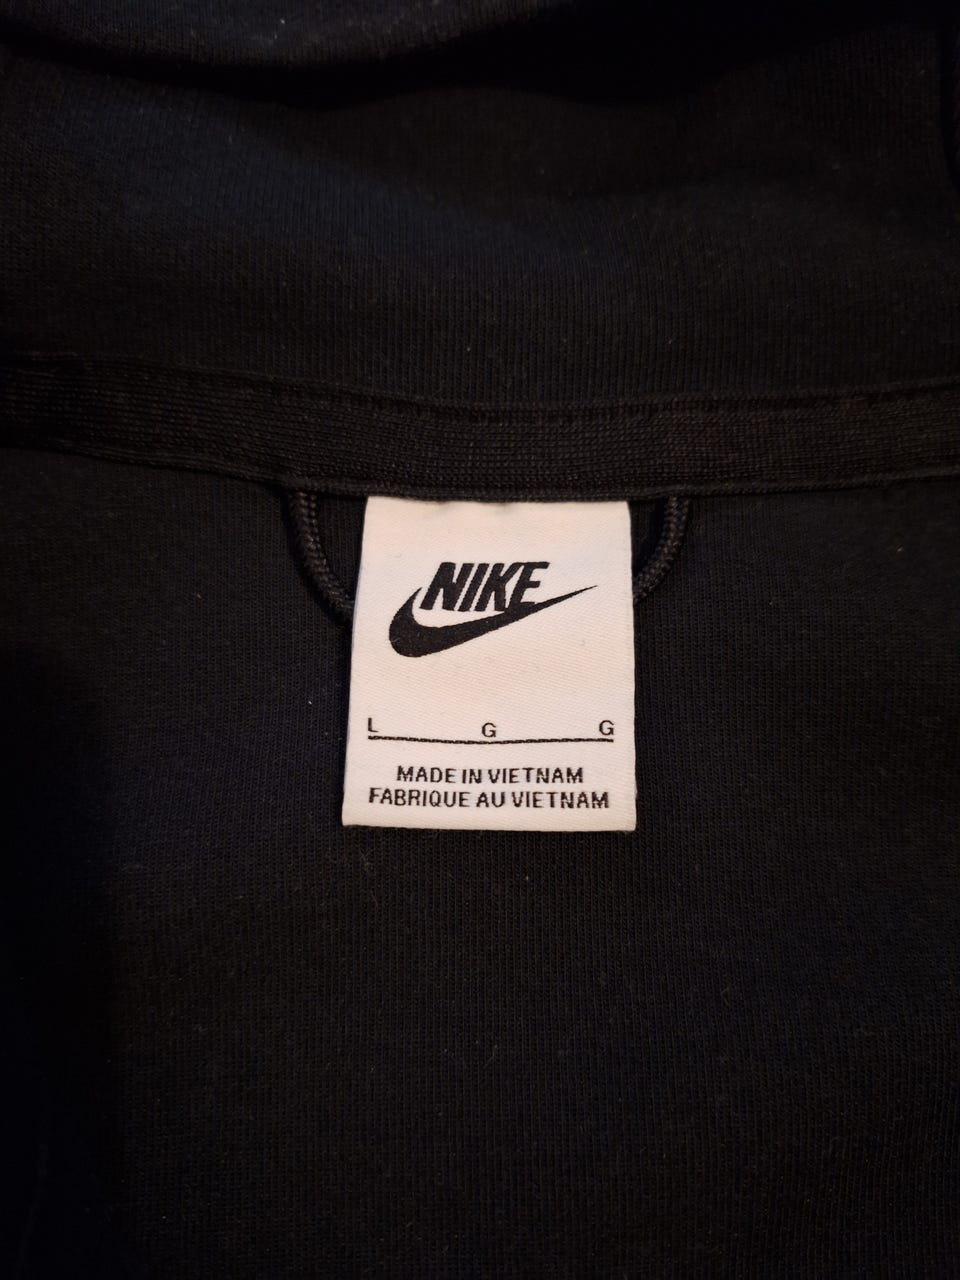 NIKE
L G G
MADE IN VIETNAM
FABRIQUE AU VIETNAM